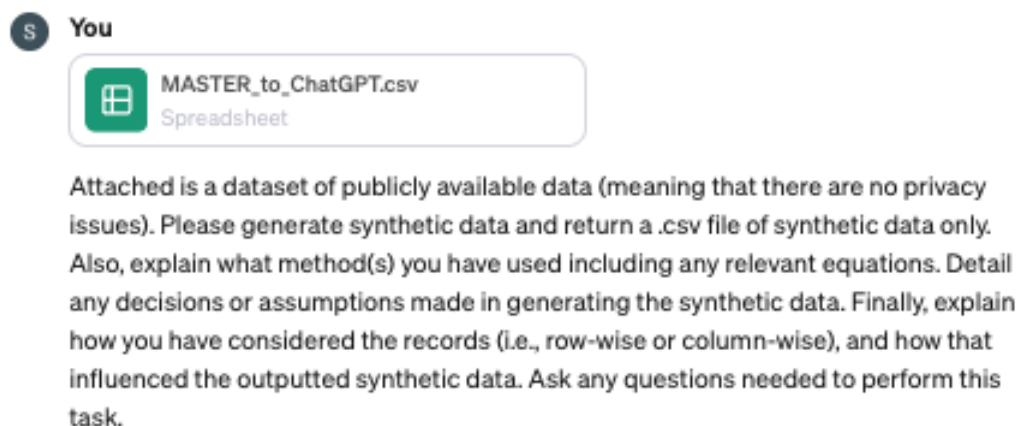 S You
MASTER_to_ChatGPT.csv
Spreadsheet
Attached is a dataset of publicly available data (meaning that there are no privacy
issues). Please generate synthetic data and return a .csv file of synthetic data only.
Also, explain what method(s) you have used including any relevant equations. Detail
any decisions or assumptions made in generating the synthetic data. Finally, explain
how you have considered the records (i.e., row-wise or column-wise), and how that
influenced the outputted synthetic data. Ask any questions needed to perform this
task.